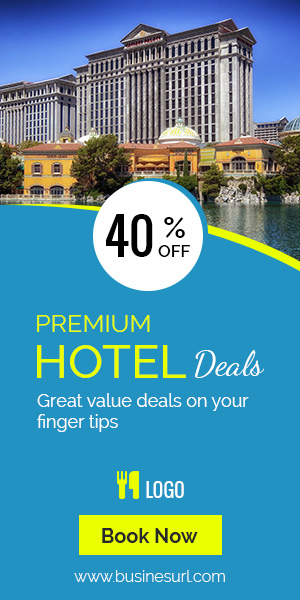 40 % OFF
PREMIUM
HOTEL Deals
Great value deals on your
finger tips
LOGO
Book Now
www.businesurl.com